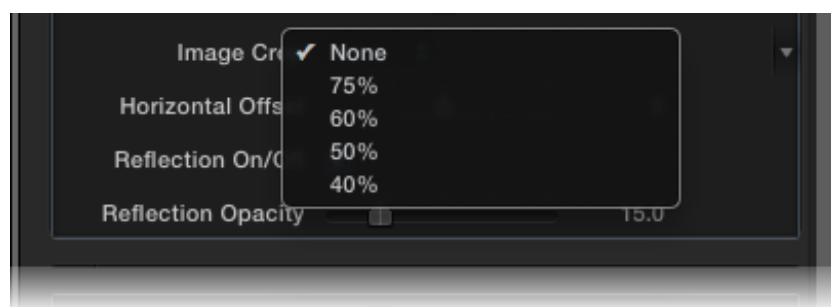 Image Cr ✓ None
75%
Horizontal Offs
60%
Reflection On/O
50%
40%
Reflection Opacity 15.0